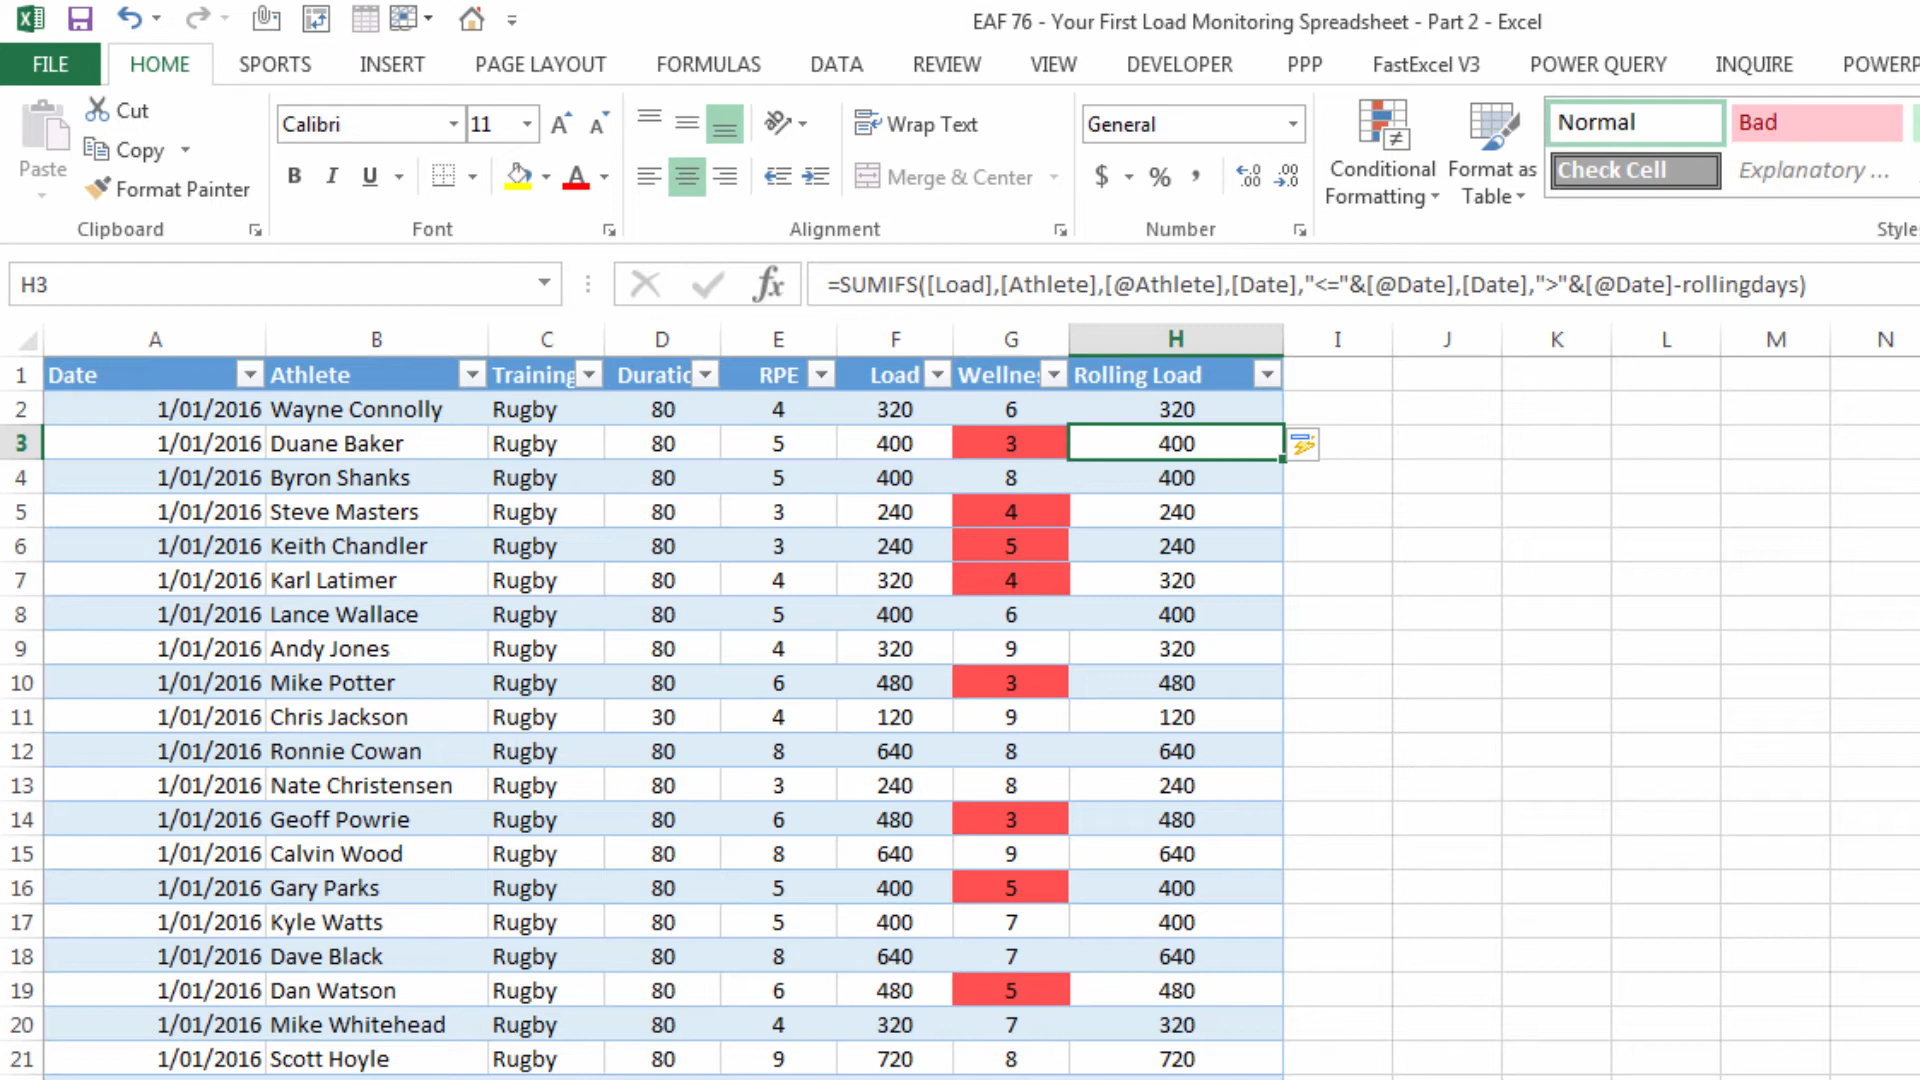 EAF 76 - Your First Load Monitoring Spreadsheet - Part 2 - Excel
FILE HOME SPORTS INSERT PAGE LAYOUT FORMULAS DATA REVIEW VIEW DEVELOPER PPP FastExcel V3 POWER QUERY INQUIRE POWERP
Cut
Copy
Format Painter
Paste
Clipboard
Calibri 11
B I U
Font
Wrap Text
Merge & Center
Alignment
General
$ % ,
Number
Conditional Formatting
Format as Table
Normal Bad
Check Cell Explanatory ...
Style
H3 fx =SUMIFS([Load],[Athlete],[@Athlete],[Date],"<="&[@Date],[Date],">"&[@Date]-rollingdays)
A B C D E F G H I J K L M N
1 Date Athlete Training Duratic RPE Load Wellne Rolling Load
2 1/01/2016 Wayne Connolly Rugby 80 4 320 6 320
3 1/01/2016 Duane Baker Rugby 80 5 400 3 400
4 1/01/2016 Byron Shanks Rugby 80 5 400 8 400
5 1/01/2016 Steve Masters Rugby 80 3 240 4 240
6 1/01/2016 Keith Chandler Rugby 80 3 240 5 240
7 1/01/2016 Karl Latimer Rugby 80 4 320 4 320
8 1/01/2016 Lance Wallace Rugby 80 5 400 6 400
9 1/01/2016 Andy Jones Rugby 80 4 320 9 320
10 1/01/2016 Mike Potter Rugby 80 6 480 3 480
11 1/01/2016 Chris Jackson Rugby 30 4 120 9 120
12 1/01/2016 Ronnie Cowan Rugby 80 8 640 8 640
13 1/01/2016 Nate Christensen Rugby 80 3 240 8 240
14 1/01/2016 Geoff Powrie Rugby 80 6 480 3 480
15 1/01/2016 Calvin Wood Rugby 80 8 640 9 640
16 1/01/2016 Gary Parks Rugby 80 5 400 5 400
17 1/01/2016 Kyle Watts Rugby 80 5 400 7 400
18 1/01/2016 Dave Black Rugby 80 8 640 7 640
19 1/01/2016 Dan Watson Rugby 80 6 480 5 480
20 1/01/2016 Mike Whitehead Rugby 80 4 320 7 320
21 1/01/2016 Scott Hoyle Rugby 80 9 720 8 720